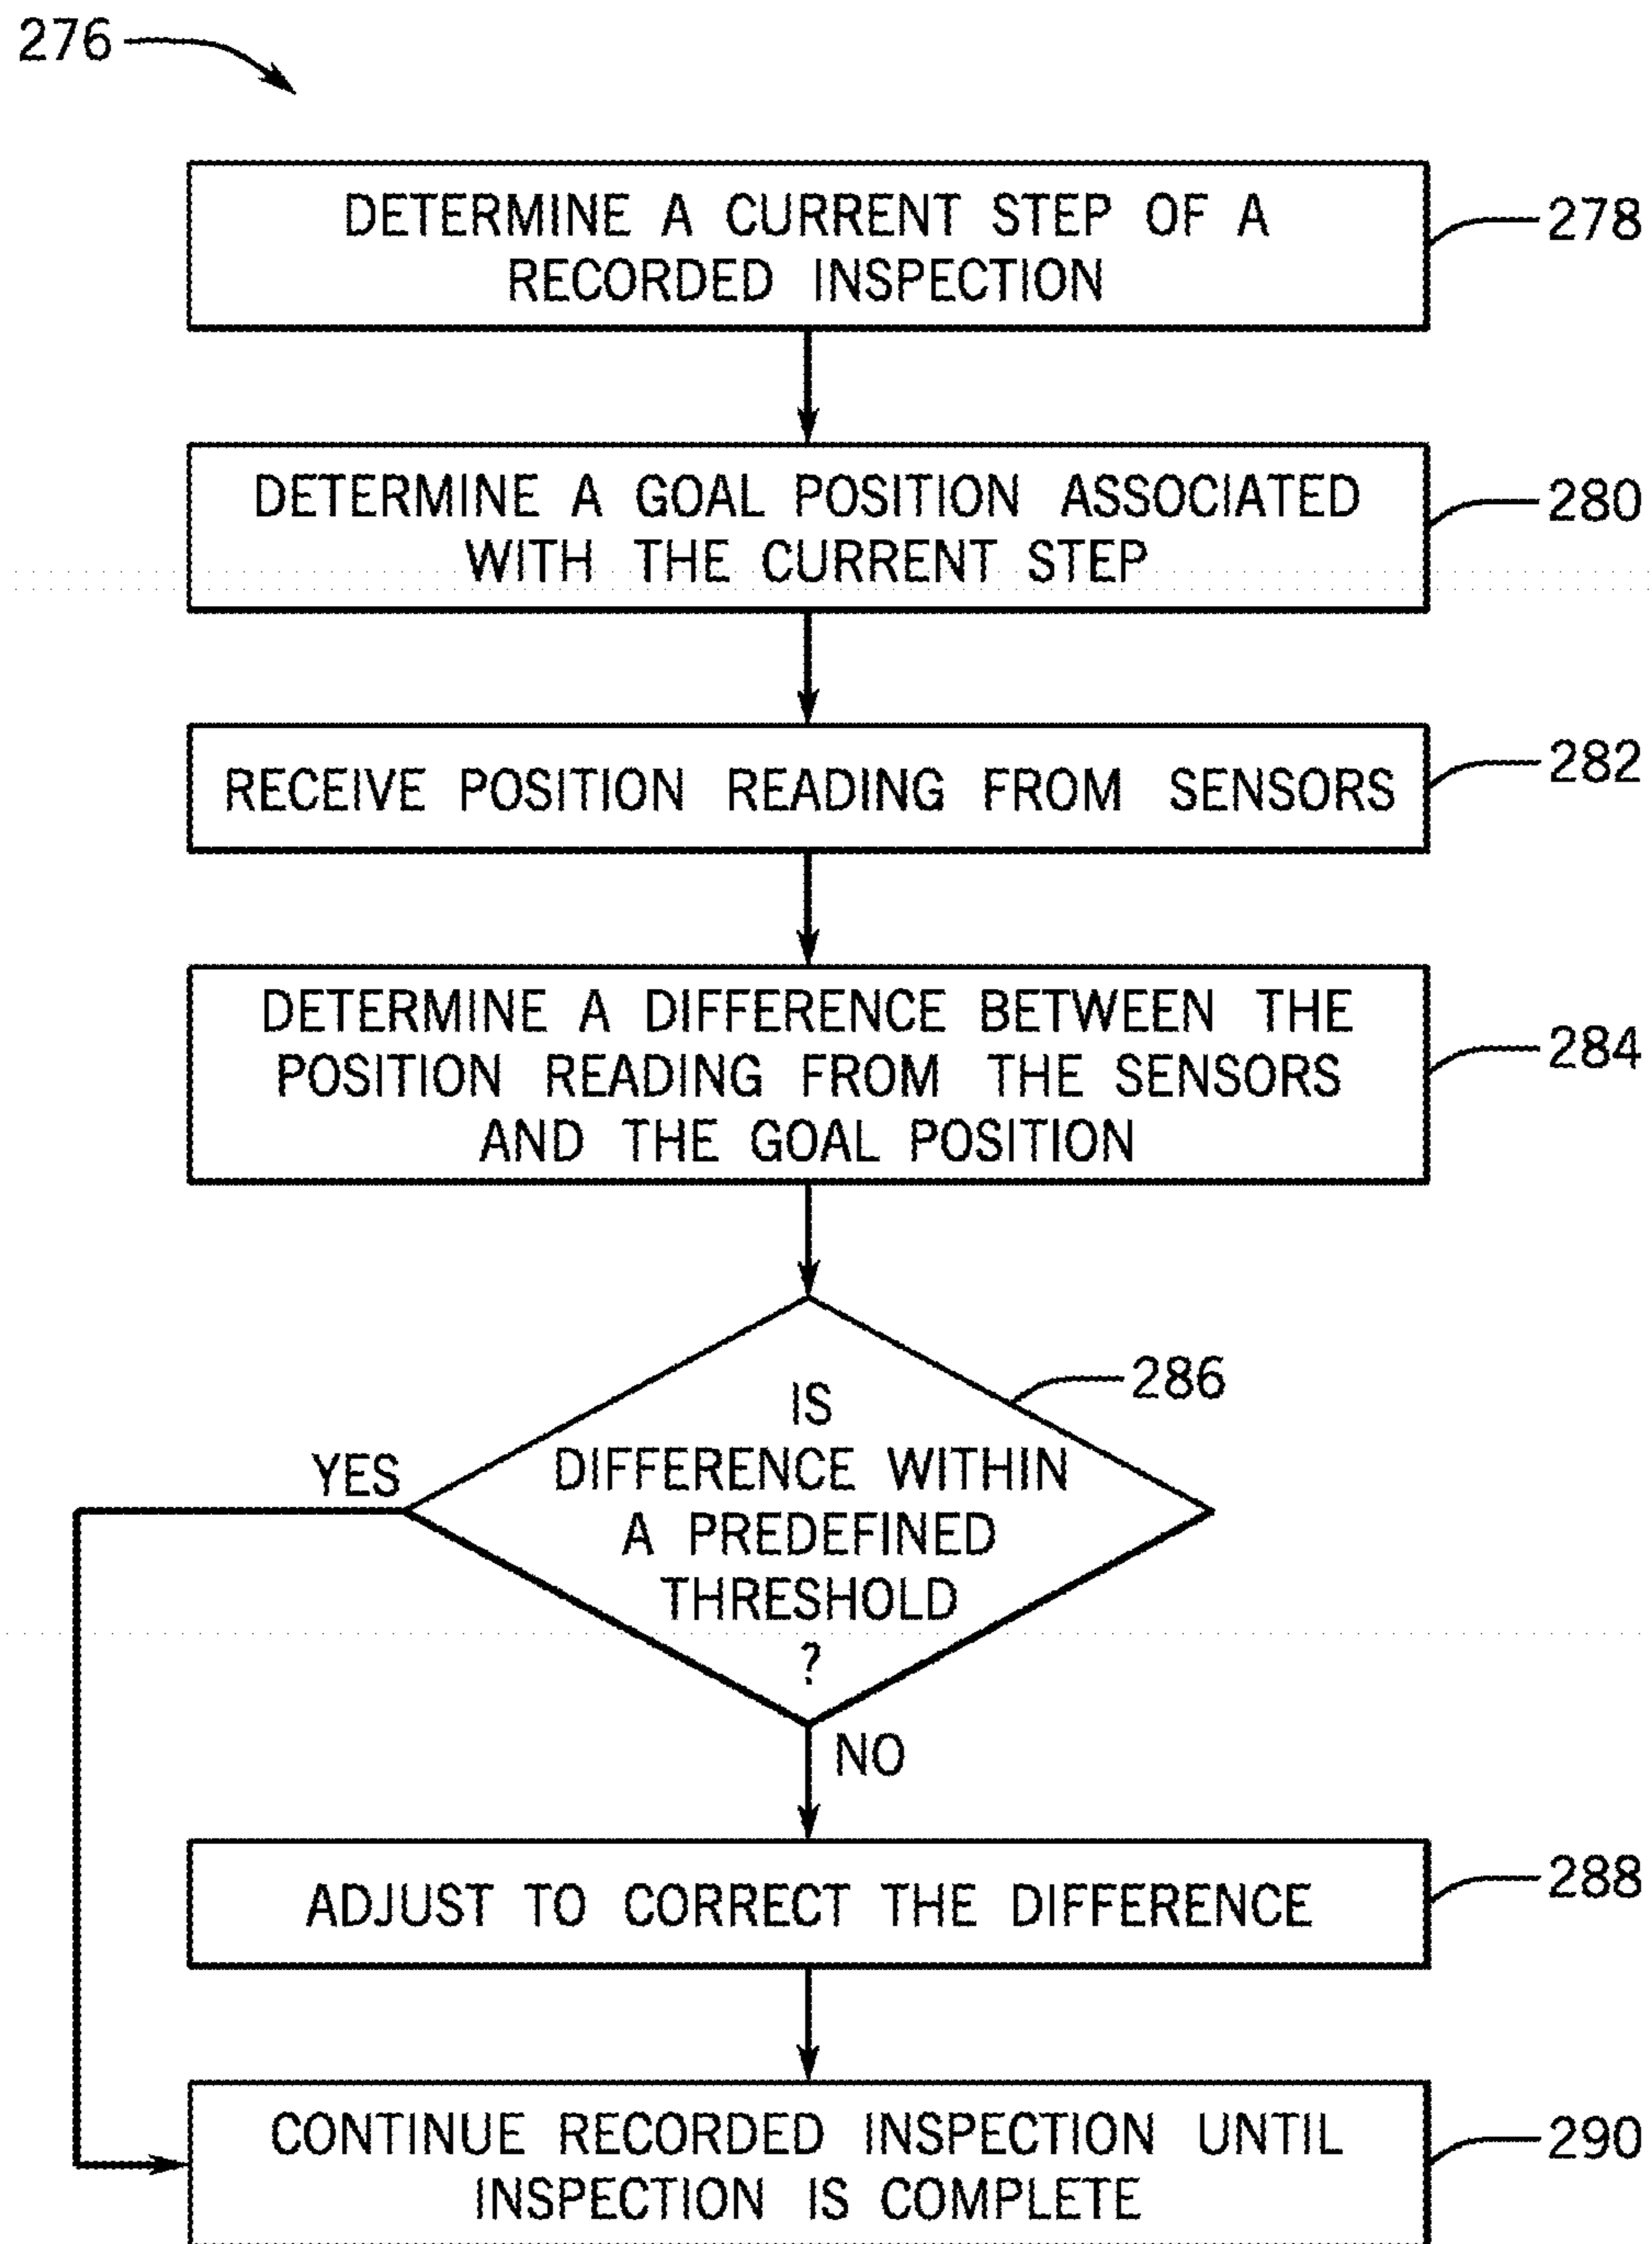 276
DETERMINE A CURRENT STEP OF A
RECORDED INSPECTION
278
DETERMINE A GOAL POSITION ASSOCIATED
WITH THE CURRENT STEP
280
RECEIVE POSITION READING FROM SENSORS
282
DETERMINE A DIFFERENCE BETWEEN THE
POSITION READING FROM THE SENSORS
AND THE GOAL POSITION
284
IS
DIFFERENCE WITHIN
A PREDEFINED
THRESHOLD
?
286
YES
NO
ADJUST TO CORRECT THE DIFFERENCE
288
CONTINUE RECORDED INSPECTION UNTIL
INSPECTION IS COMPLETE
290